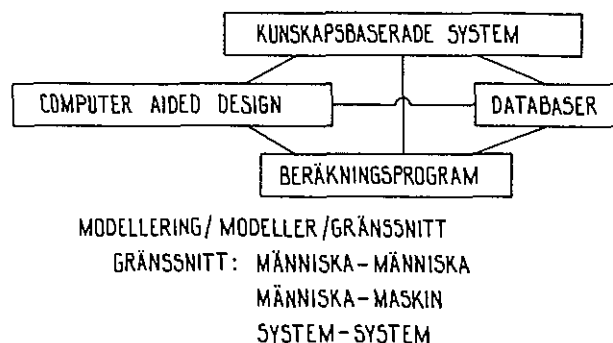 KUNSKAPSBASERADE SYSTEM
COMPUTER AIDED DESIGN
DATABASER
BERÄKNINGSPROGRAM
MODELLERING/MODELLER/GRÄNSSNITT
GRÄNSSNITT: MÄNNISKA-MÄNNISKA
MÄNNISKA-MASKIN
SYSTEM-SYSTEM